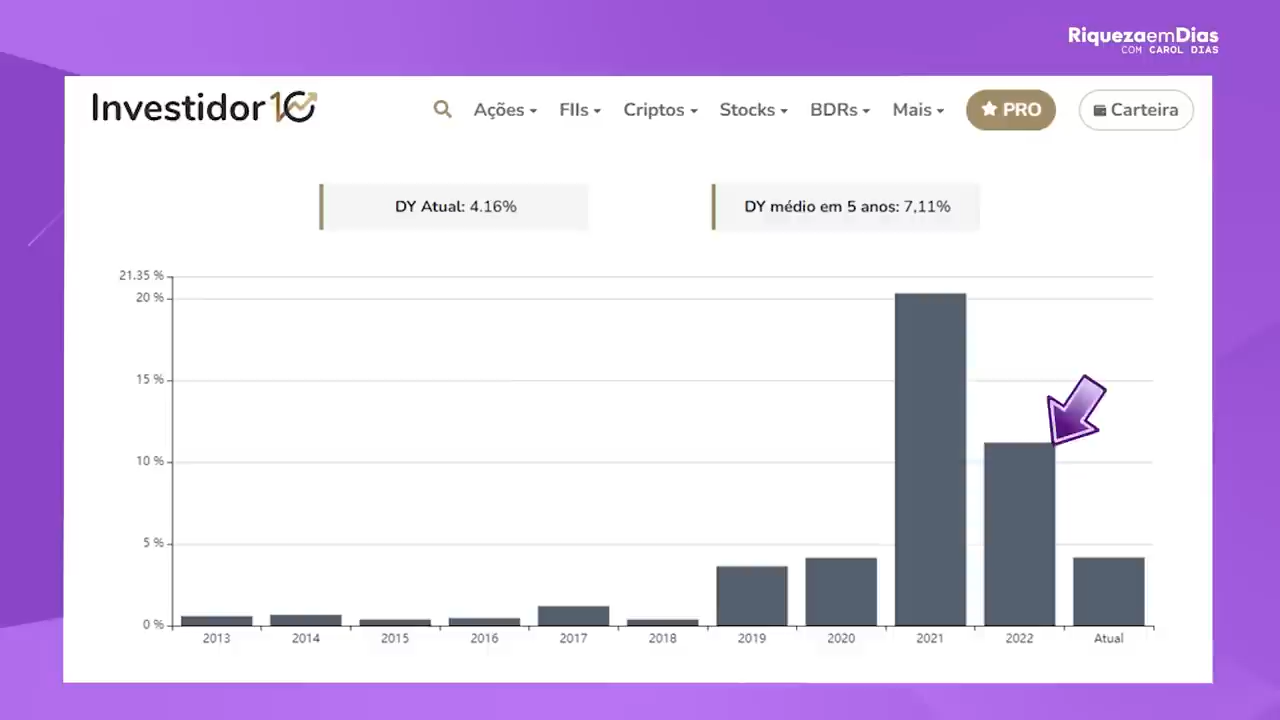 RiquezaemDias
COM CAROL DIAS
Investidor10
Ações
FIIs
Criptos
Stocks
BDRs
Mais
PRO
Carteira
DY Atual: 4.16%
DY médio em 5 anos: 7,11%
21.35 %
20 %
15 %
10 %
5 %
0 %
2013 2014 2015 2016 2017 2018 2019 2020 2021 2022 Atual